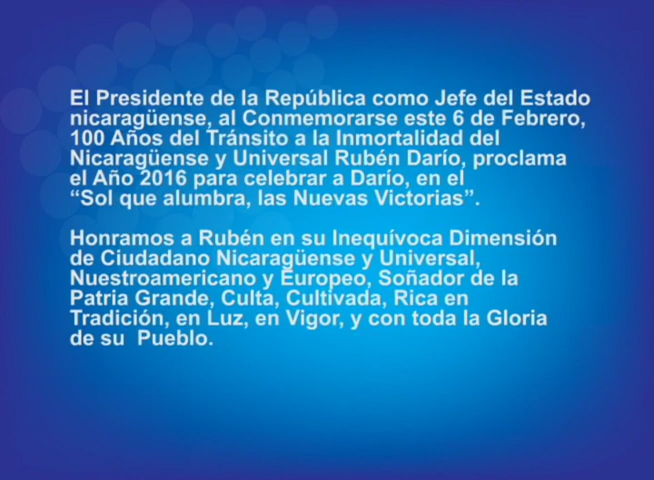 El Presidente de la República como Jefe del Estado
nicaragüense, al Conmemorarse este 6 de Febrero,
100 Años del Tránsito a la Inmortalidad del
Nicaragüense y Universal Rubén Darío, proclama
el Año 2016 para celebrar a Darío, en el
“Sol que alumbra, las Nuevas Victorias”.
Honramos a Rubén en su Inequívoca Dimensión
de Ciudadano Nicaragüense y Universal,
Nuestroamericano y Europeo, Soñador de la
Patria Grande, Culta, Cultivada, Rica en
Tradición, en Luz, en Vigor, y con toda la Gloria
de su  Pueblo.